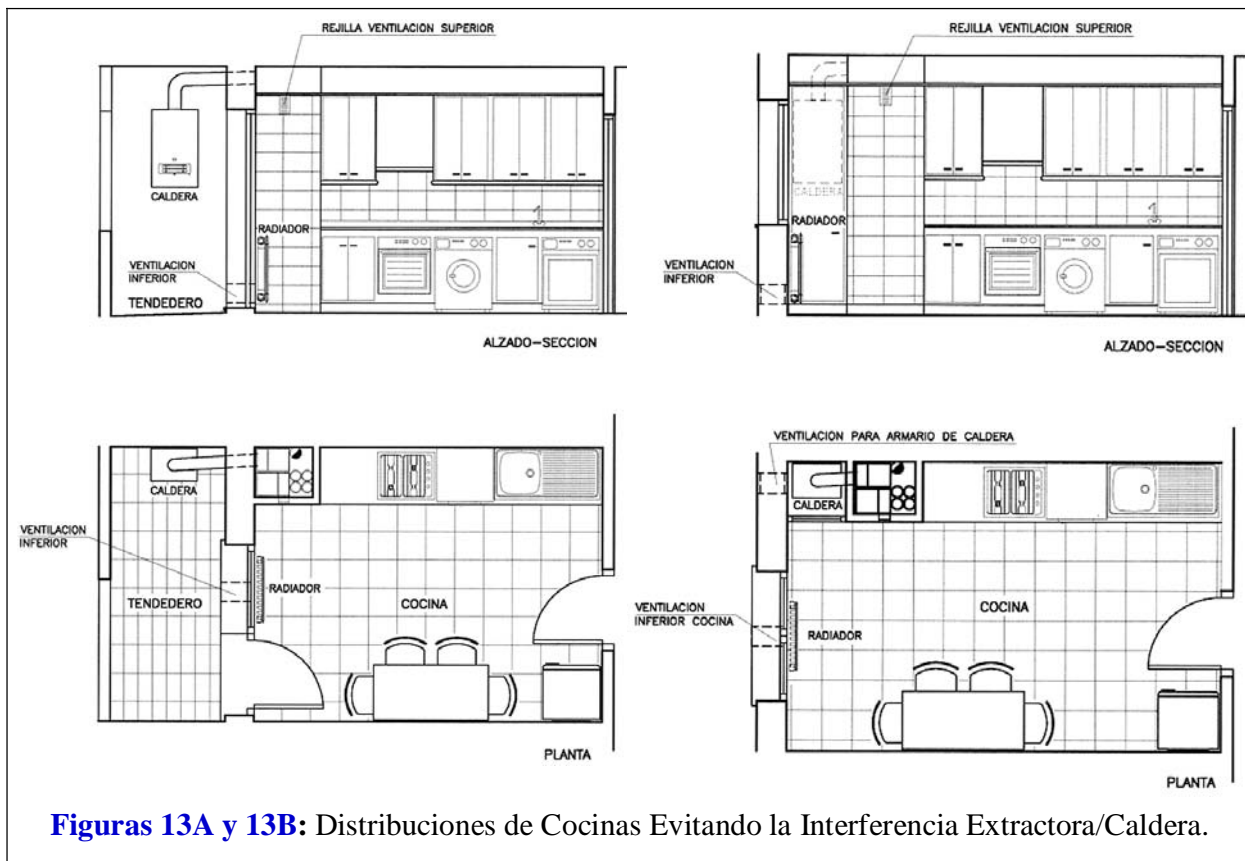 REJILLA VENTILACION SUPERIOR
CALDERA
RADIADOR
VENTILACION
INFERIOR
TENDEDERO
ALZADO-SECCION
REJILLA VENTILACION SUPERIOR
CALDERA
RADIADOR
VENTILACION
INFERIOR
ALZADO-SECCION
CALDERA
VENTILACION
INFERIOR
TENDEDERO
RADIADOR
COCINA
PLANTA
VENTILACION PARA ARMARIO DE CALDERA
CALDERA
VENTILACION
INFERIOR COCINA
RADIADOR
COCINA
PLANTA
Figuras 13A y 13B: Distribuciones de Cocinas Evitando la Interferencia Extractora/Caldera.